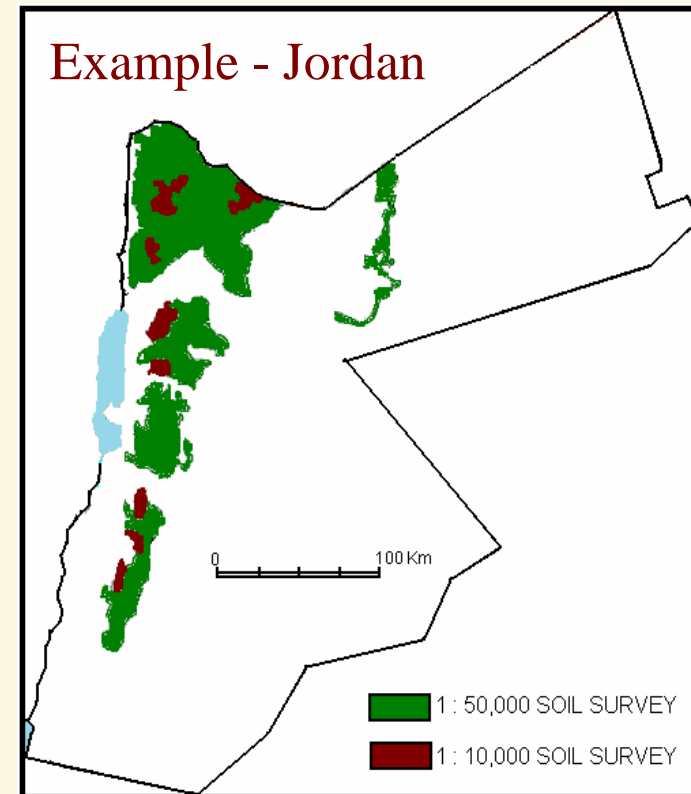 Example - Jordan
0 100 Km
1 : 50,000 SOIL SURVEY
1 : 10,000 SOIL SURVEY